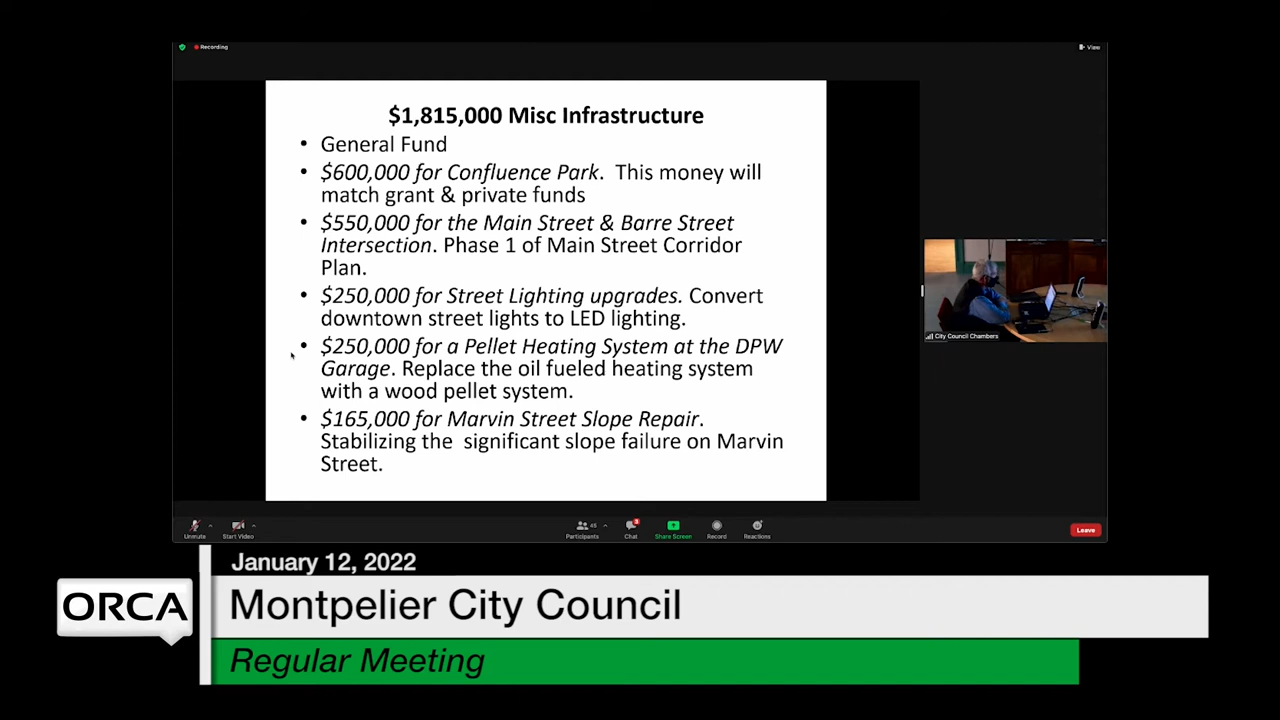 Recording
View
$1,815,000 Misc Infrastructure
• General Fund
• $600,000 for Confluence Park. This money will
match grant & private funds
• $550,000 for the Main Street & Barre Street
Intersection. Phase 1 of Main Street Corridor
Plan.
• $250,000 for Street Lighting upgrades. Convert
downtown street lights to LED lighting.
• $250,000 for a Pellet Heating System at the DPW
Garage. Replace the oil fueled heating system
with a wood pellet system.
• $165,000 for Marvin Street Slope Repair.
Stabilizing the significant slope failure on Marvin
Street.
City Council Chambers
Unmute
Start Video
45
Participants
3
Chat
Share Screen
Record
Reactions
Leave
January 12, 2022
ORCA
Montpelier City Council
Regular Meeting